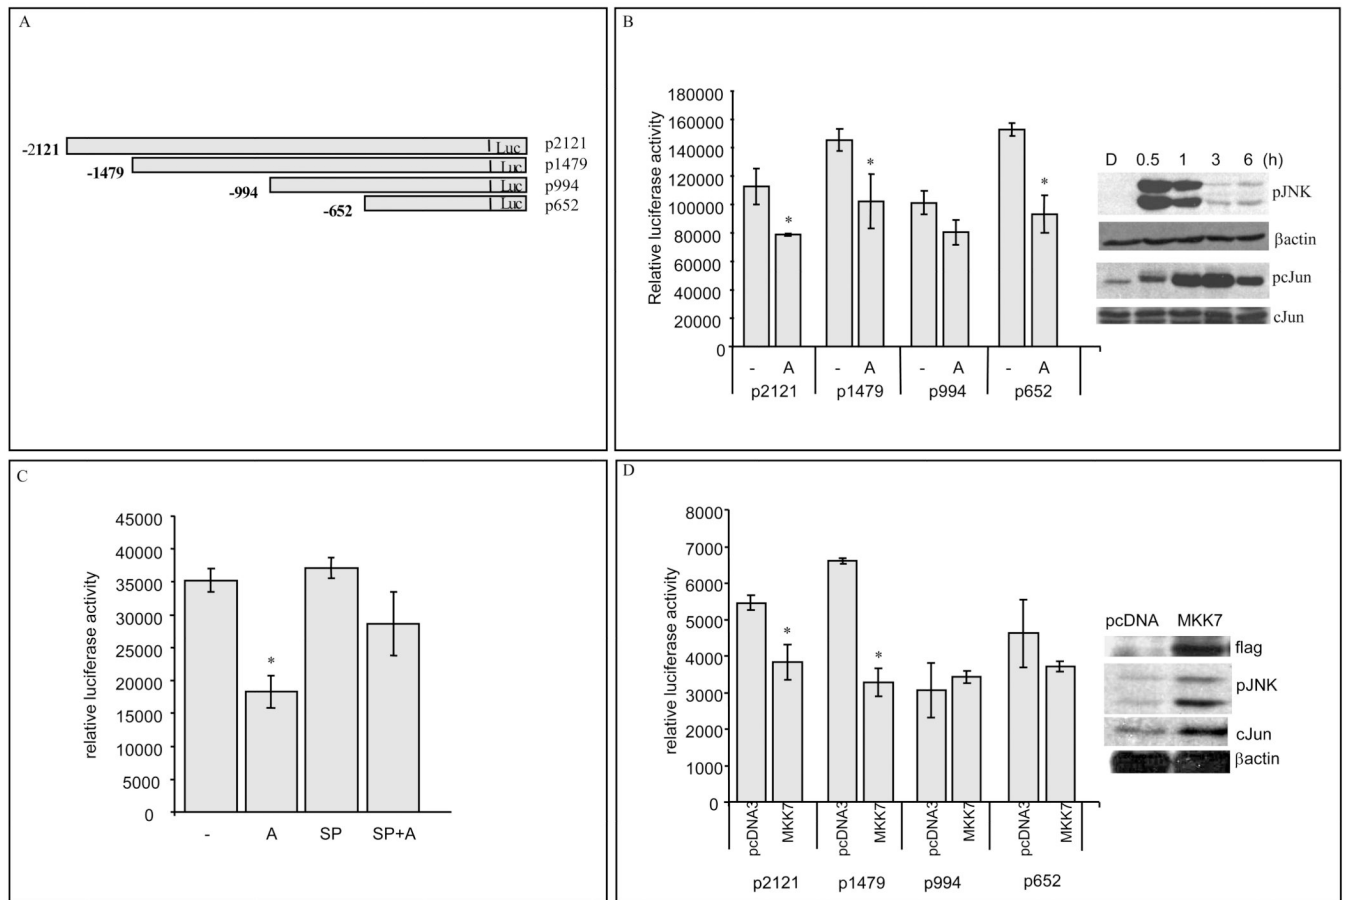 A
-2121 Luc p2121
-1479 Luc p1479
-994 Luc p994
-652 Luc p652
B
Relative luciferase activity
180000
160000
140000
120000
100000
80000
60000
40000
20000
0
* * *
- A - A - A - A
p2121 p1479 p994 p652
D 0.5 1 3 6 (h)
pJNK
βactin
pcJun
cJun
C
relative luciferase activity
45000
40000
35000
30000
25000
20000
15000
10000
5000
0
*
- A SP SP+A
D
relative luciferase activity
8000
7000
6000
5000
4000
3000
2000
1000
0
* *
pcDNA3 MKK7 pcDNA3 MKK7 pcDNA3 MKK7 pcDNA3 MKK7
p2121 p1479 p994 p652
pcDNA MKK7
flag
pJNK
cJun
βactin